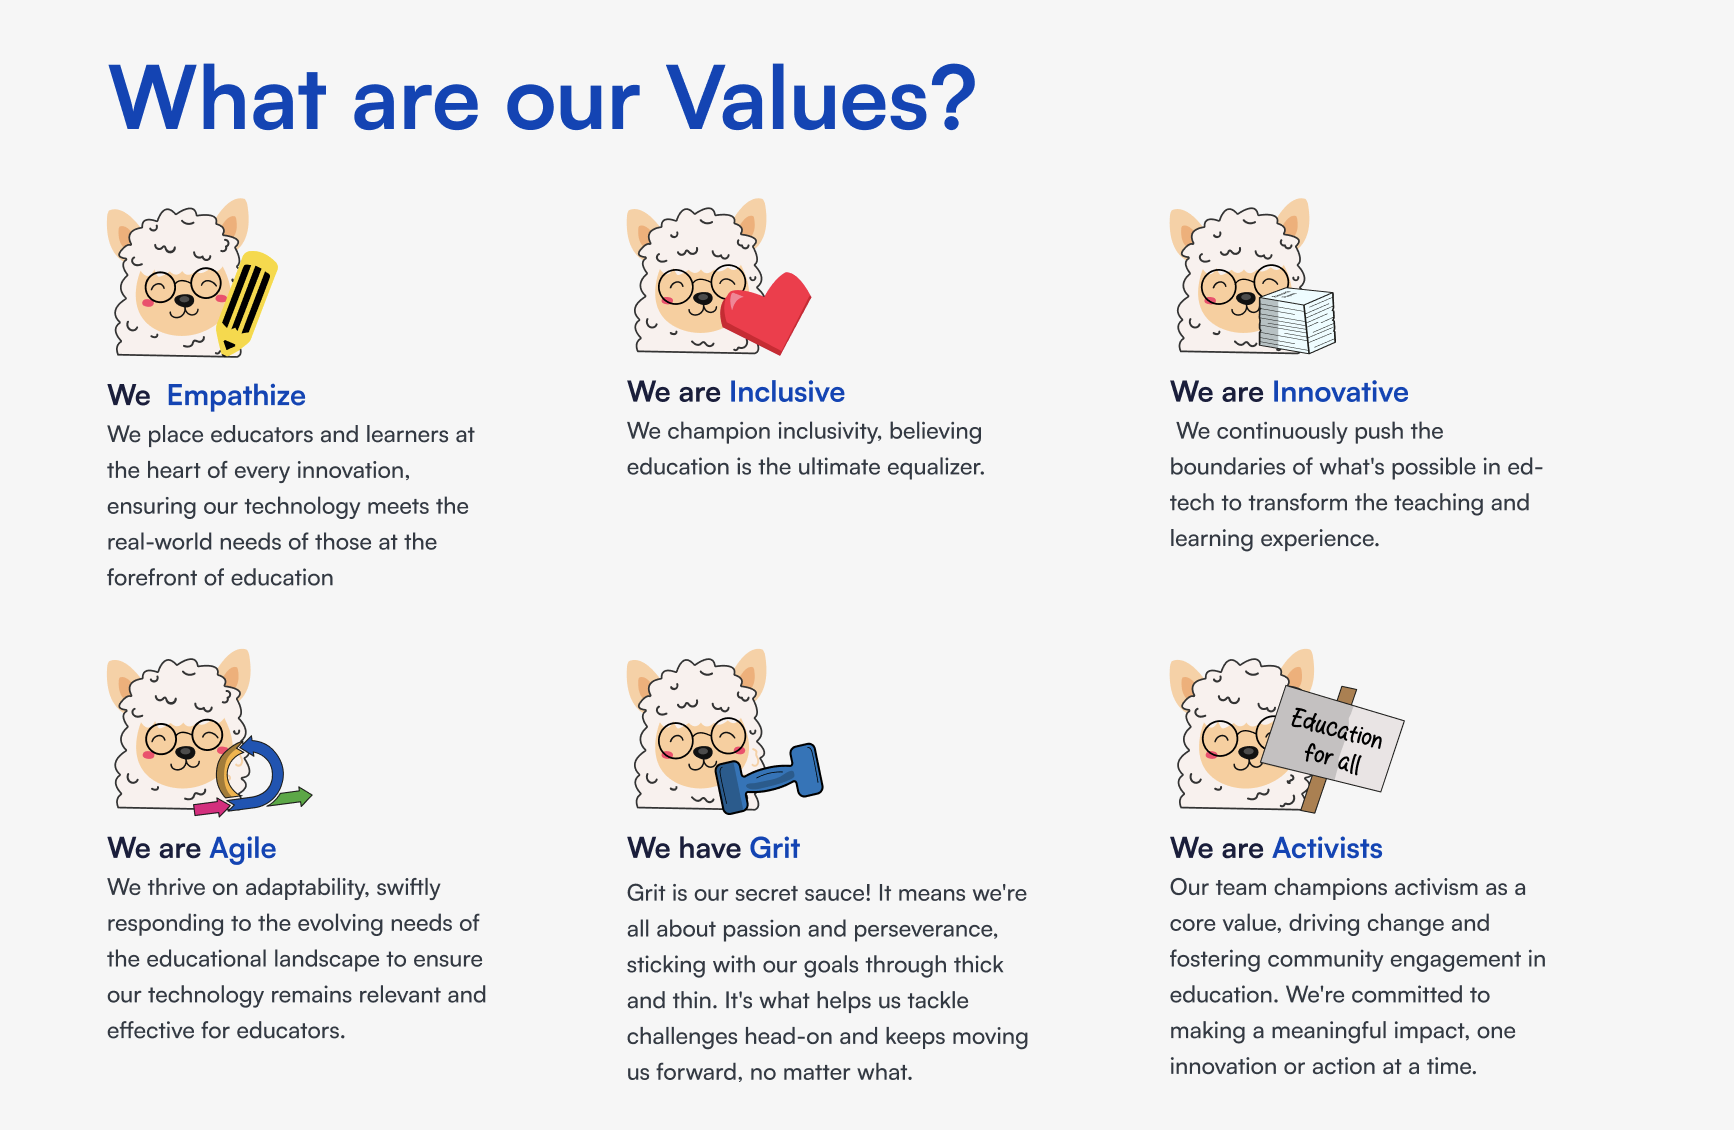 What are our Values?
We Empathize
We place educators and learners at
the heart of every innovation,
ensuring our technology meets the
real-world needs of those at the
forefront of education
We are Inclusive
We champion inclusivity, believing
education is the ultimate equalizer.
We are Innovative
We continuously push the
boundaries of what's possible in ed-
tech to transform the teaching and
learning experience.
We are Agile
We thrive on adaptability, swiftly
responding to the evolving needs of
the educational landscape to ensure
our technology remains relevant and
effective for educators.
We have Grit
Grit is our secret sauce! It means we're
all about passion and perseverance,
sticking with our goals through thick
and thin. It's what helps us tackle
challenges head-on and keeps moving
us forward, no matter what.
Education
for all
We are Activists
Our team champions activism as a
core value, driving change and
fostering community engagement in
education. We're committed to
making a meaningful impact, one
innovation or action at a time.